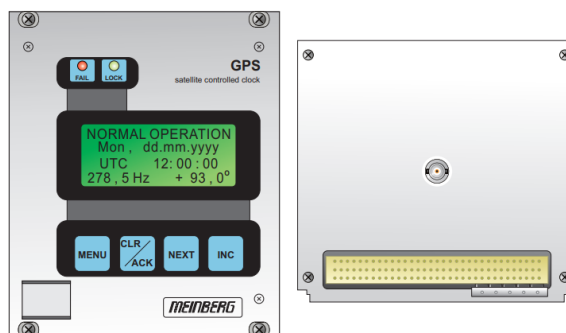 GPS
satellite controlled clock
FAIL LOCK
NORMAL OPERATION
Mon, dd.mm.yyyy
UTC 12:00:00
278,5 Hz + 93,0°
MENU CLR/ACK NEXT INC
MEINBERG